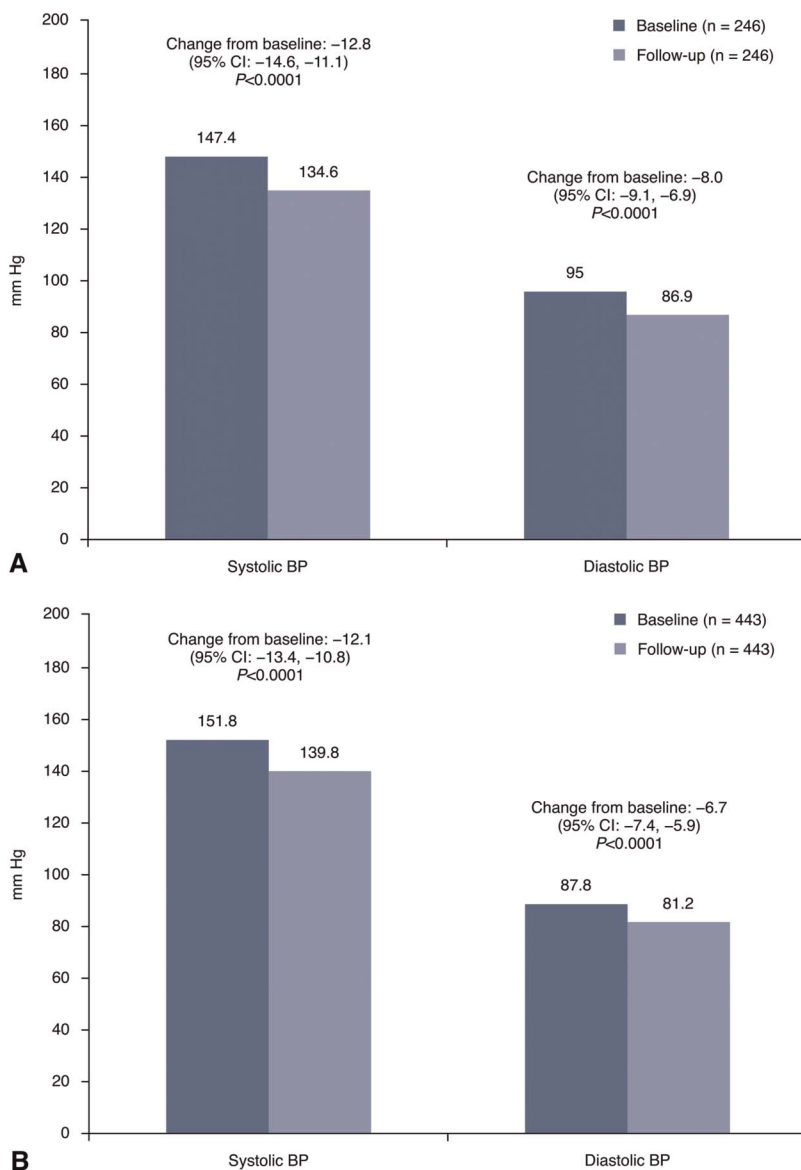 200
180
160
140
120
100
80
60
40
20
0
mm Hg
Baseline (n = 246)
Follow-up (n = 246)
Change from baseline: −12.8
(95% CI: −14.6, −11.1)
P<0.0001
147.4
134.6
Change from baseline: −8.0
(95% CI: −9.1, −6.9)
P<0.0001
95
86.9
Systolic BP
Diastolic BP
A
200
180
160
140
120
100
80
60
40
20
0
mm Hg
Baseline (n = 443)
Follow-up (n = 443)
Change from baseline: −12.1
(95% CI: −13.4, −10.8)
P<0.0001
151.8
139.8
Change from baseline: −6.7
(95% CI: −7.4, −5.9)
P<0.0001
87.8
81.2
Systolic BP
Diastolic BP
B